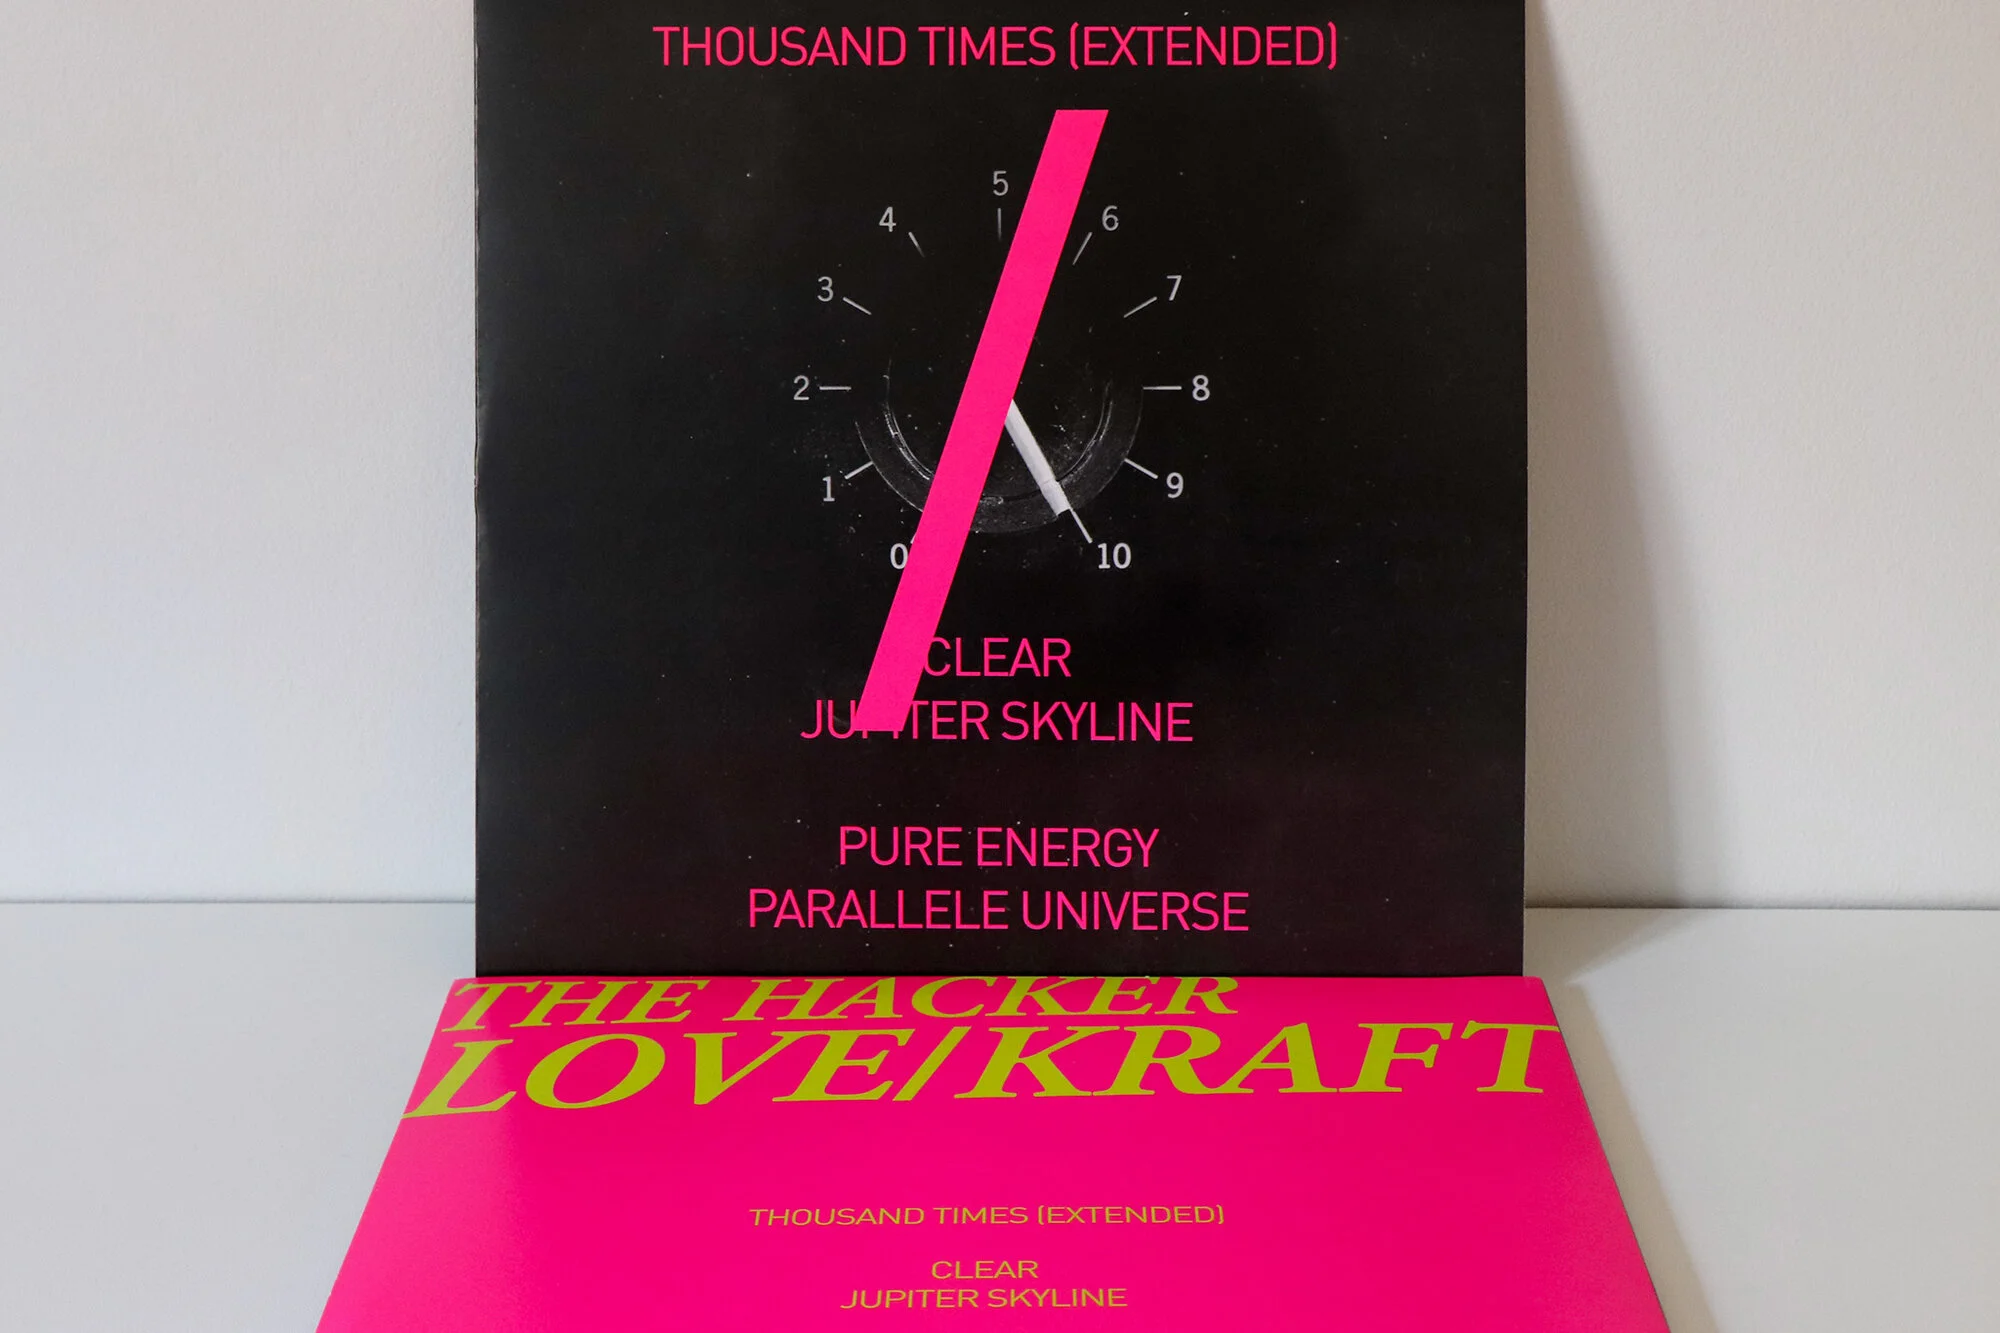 THOUSAND TIMES (EXTENDED)
5
4
6
3
7
2
8
1
9
0
10
CLEAR
JUPITER SKYLINE
PURE ENERGY
PARALLELE UNIVERSE
THE HACKER
LOVE/KRAFT
THOUSAND TIMES (EXTENDED)
CLEAR
JUPITER SKYLINE